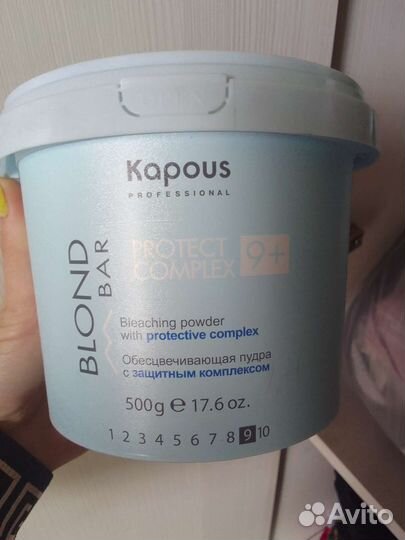 Kapous
PROFESSIONAL
BLOND
BAR
PROTECT
COMPLEX 9+
Bleaching powder
with protective complex
Обесцвечивающая пудра
с защитным комплексом
500g e 17.6 oz.
1 2 3 4 5 6 7 8 9 10
Avito